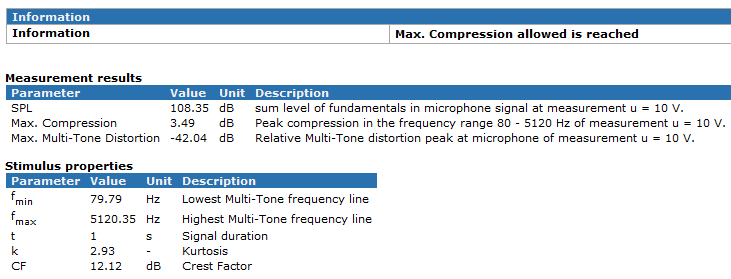 Information
Information Max. Compression allowed is reached
Measurement results
Parameter Value Unit Description
SPL 108.35 dB sum level of fundamentals in microphone signal at measurement u = 10 V.
Max. Compression 3.49 dB Peak compression in the frequency range 80 - 5120 Hz of measurement u = 10 V.
Max. Multi-Tone Distortion -42.04 dB Relative Multi-Tone distortion peak at microphone of measurement u = 10 V.
Stimulus properties
Parameter Value Unit Description
fmin 79.79 Hz Lowest Multi-Tone frequency line
fmax 5120.35 Hz Highest Multi-Tone frequency line
t 1 s Signal duration
k 2.93 - Kurtosis
CF 12.12 dB Crest Factor